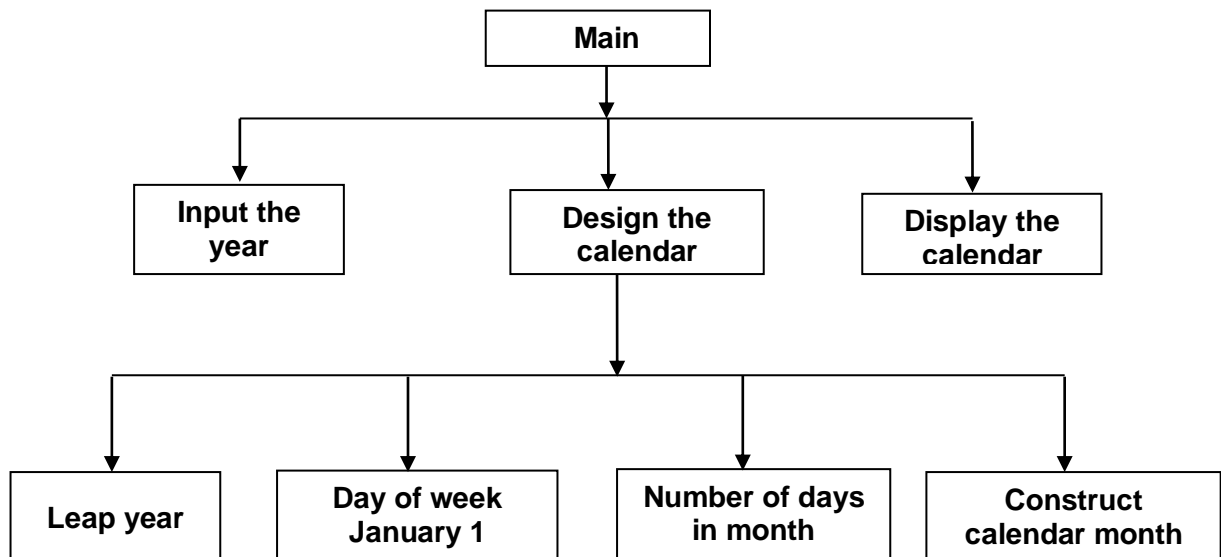 Main
Input the
year
Design the
calendar
Display the
calendar
Leap year
Day of week
January 1
Number of days
in month
Construct
calendar month